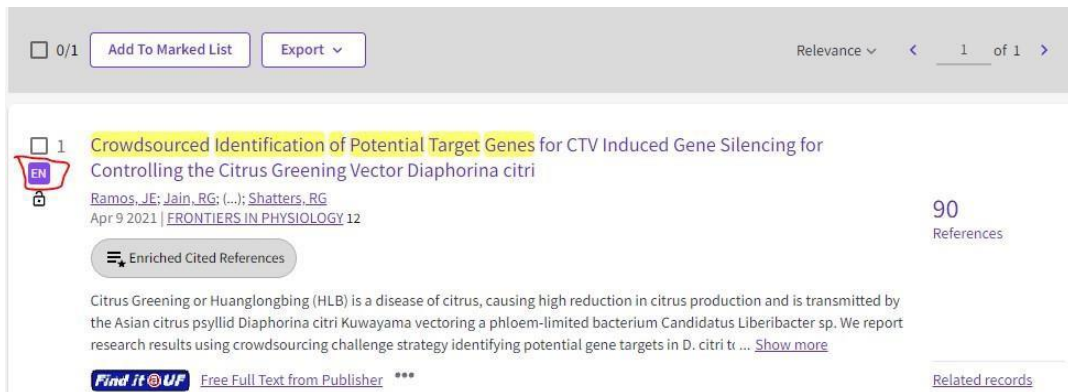 0/1 Add To Marked List Export Relevance 1 of 1
1 Crowdsourced Identification of Potential Target Genes for CTV Induced Gene Silencing for
EN Controlling the Citrus Greening Vector Diaphorina citri
Ramos, JE; Jain, RG; (...); Shatters, RG
Apr 9 2021 | FRONTIERS IN PHYSIOLOGY 12
90
References
Enriched Cited References
Citrus Greening or Huanglongbing (HLB) is a disease of citrus, causing high reduction in citrus production and is transmitted by
the Asian citrus psyllid Diaphorina citri Kuwayama vectoring a phloem-limited bacterium Candidatus Liberibacter sp. We report
research results using crowdsourcing challenge strategy identifying potential gene targets in D. citri t ... Show more
Find it @ UF Free Full Text from Publisher ••• Related records